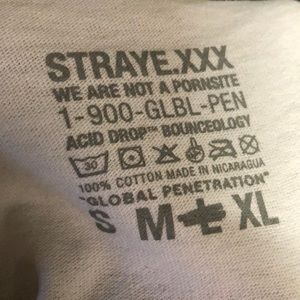 STRAYE.XXX
WE ARE NOT A PORNSITE
1-900-GLBL-PEN
ACID DROP™ BOUNCEOLOGY
30
100% COTTON MADE IN NICARAGUA
"GLOBAL PENETRATION"
S M L XL